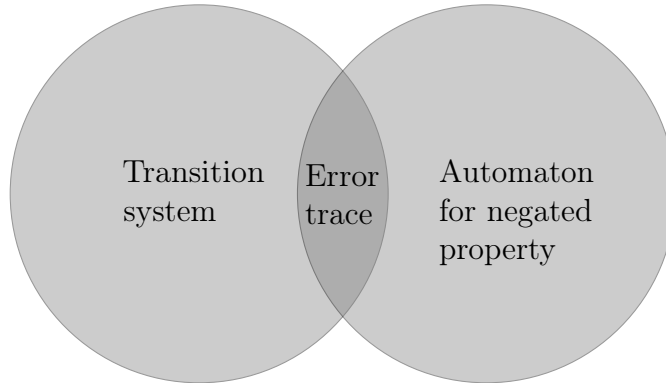 Transition
system
Error
trace
Automaton
for negated
property